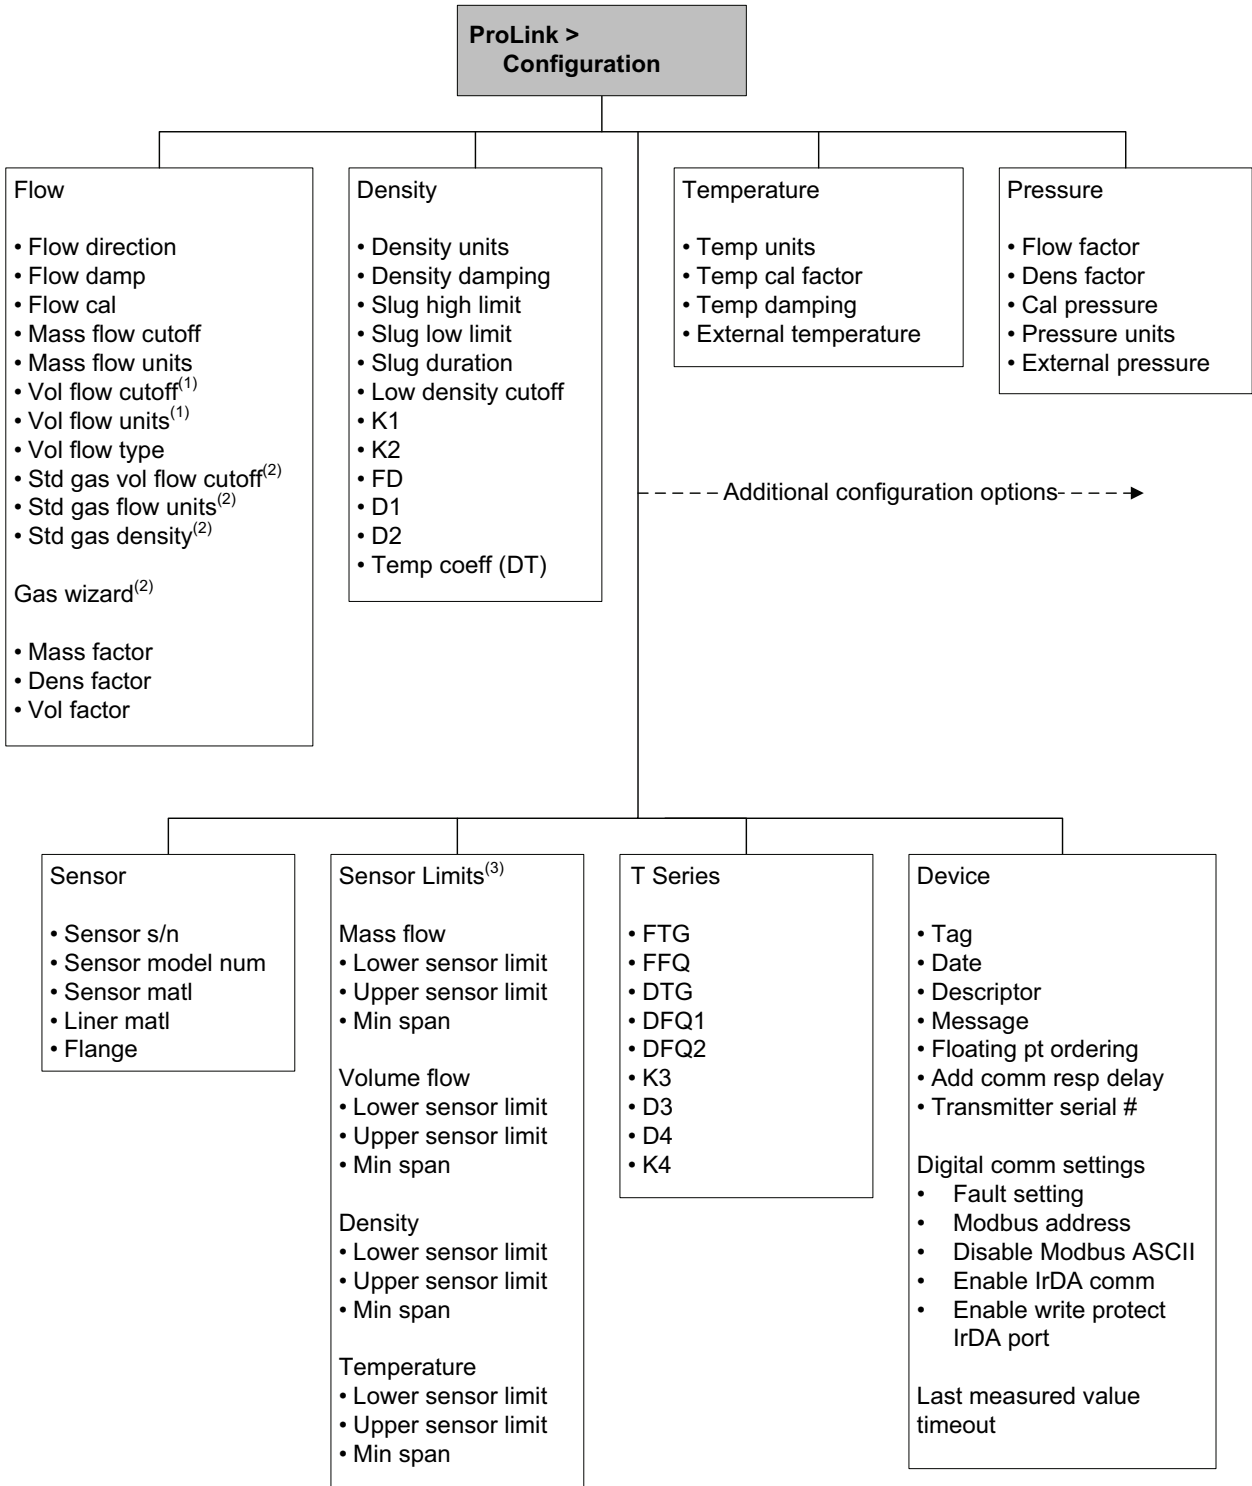 ProLink >
Configuration
Flow
• Flow direction
• Flow damp
• Flow cal
• Mass flow cutoff
• Mass flow units
• Vol flow cutoff(1)
• Vol flow units(1)
• Vol flow type
• Std gas vol flow cutoff(2)
• Std gas flow units(2)
• Std gas density(2)
Gas wizard(2)
• Mass factor
• Dens factor
• Vol factor
Density
• Density units
• Density damping
• Slug high limit
• Slug low limit
• Slug duration
• Low density cutoff
• K1
• K2
• FD
• D1
• D2
• Temp coeff (DT)
Temperature
• Temp units
• Temp cal factor
• Temp damping
• External temperature
Pressure
• Flow factor
• Dens factor
• Cal pressure
• Pressure units
• External pressure
Additional configuration options
Sensor
• Sensor s/n
• Sensor model num
• Sensor matl
• Liner matl
• Flange
Sensor Limits(3)
Mass flow
• Lower sensor limit
• Upper sensor limit
• Min span
Volume flow
• Lower sensor limit
• Upper sensor limit
• Min span
Density
• Lower sensor limit
• Upper sensor limit
• Min span
Temperature
• Lower sensor limit
• Upper sensor limit
• Min span
T Series
• FTG
• FFQ
• DTG
• DFQ1
• DFQ2
• K3
• D3
• D4
• K4
Device
• Tag
• Date
• Descriptor
• Message
• Floating pt ordering
• Add comm resp delay
• Transmitter serial #
Digital comm settings
• Fault setting
• Modbus address
• Disable Modbus ASCII
• Enable IrDA comm
• Enable write protect
IrDA port
Last measured value
timeout